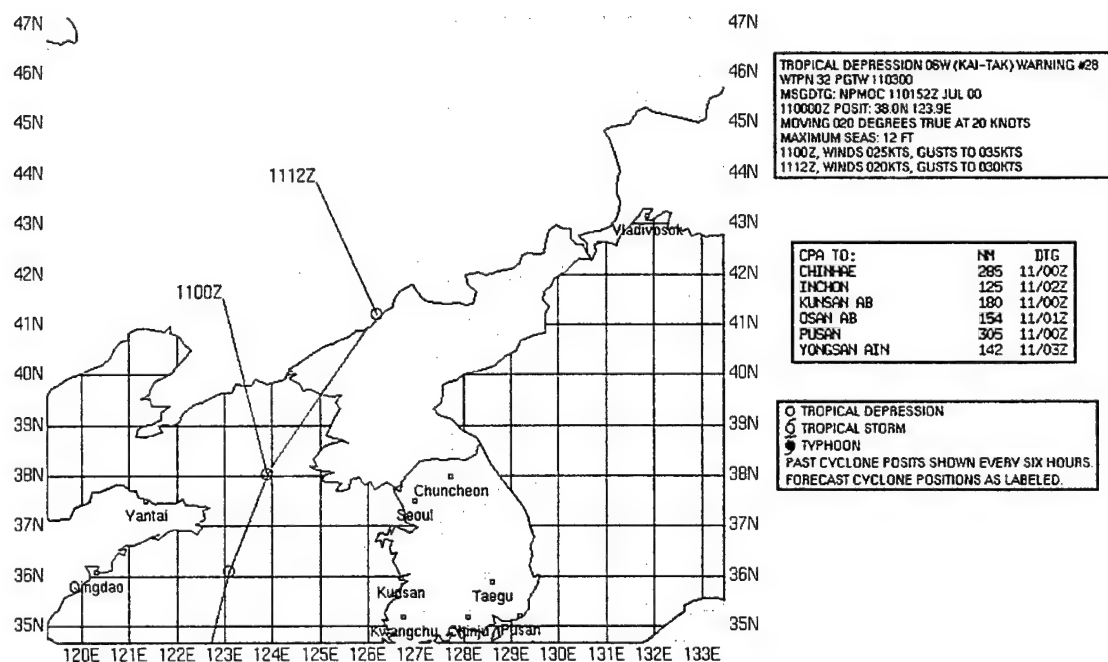 47N
46N
45N
44N
43N
42N
41N
40N
39N
38N
37N
36N
35N
120E 121E 122E 123E 124E 125E 126E 127E 128E 129E 130E 131E 132E 133E
47N
46N
45N
44N
43N
42N
41N
40N
39N
38N
37N
36N
35N
1112Z
1100Z
Vladivosok
Chuncheon
Seoul
Yantai
Qingdao
Kunsan
Taegu
Kwangchu
Chinju
Pusan
TROPICAL DEPRESSION 06W (KAI-TAK) WARNING #28
WTPN 32 PGTW 110300
MSGDTG: NPMOC 110152Z JUL 00
110000Z POSIT: 38.0N 123.9E
MOVING 020 DEGREES TRUE AT 20 KNOTS
MAXIMUM SEAS: 12 FT
1100Z, WINDS 025KTS, GUSTS TO 035KTS
1112Z, WINDS 020KTS, GUSTS TO 030KTS
CPA TO: NM DTG
CHINHAE 285 11/00Z
INCHON 125 11/02Z
KUNSAN AB 180 11/00Z
OSAN AB 154 11/01Z
PUSAN 305 11/00Z
YONGSAN AIN 142 11/03Z
TROPICAL DEPRESSION
TROPICAL STORM
TYPHOON
PAST CYCLONE POSITS SHOWN EVERY SIX HOURS.
FORECAST CYCLONE POSITIONS AS LABELED.